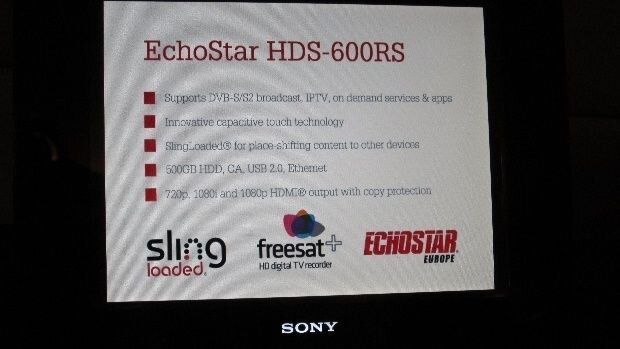 EchoStar HDS-600RS
Supports DVB-S/S2 broadcast, IPTV, on demand services & apps
Innovative capacitive touch technology
SlingLoaded® for place-shifting content to other devices
500GB HDD, CA, USB 2.0, Ethernet
720p, 1080i and 1080p HDMI® output with copy protection
sling
loaded.
freesat+
HD digital TV recorder
ECHOSTAR
EUROPE
SONY